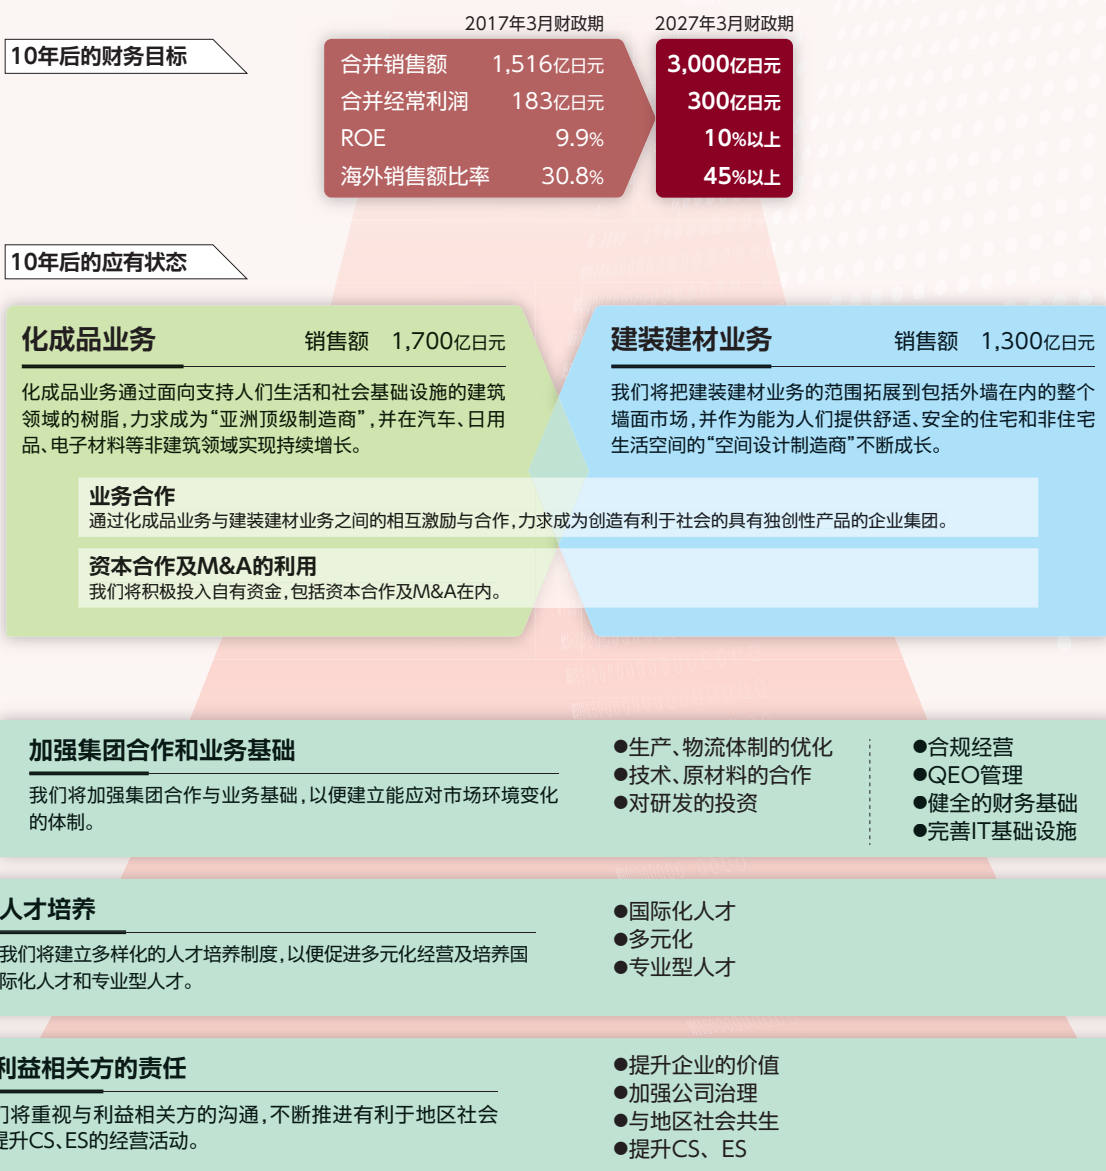 2017年3月财政期 2027年3月财政期
10年后的财务目标
合并销售额 1,516亿日元 3,000亿日元
合并经常利润 183亿日元 300亿日元
ROE 9.9% 10%以上
海外销售额比率 30.8% 45%以上
10年后的应有状态
化成品业务 销售额 1,700亿日元
化成品业务通过面向支持人们生活和社会基础设施的建筑
领域的树脂,力求成为“亚洲顶级制造商”,并在汽车、日用
品、电子材料等非建筑领域实现持续增长。
建装建材业务 销售额 1,300亿日元
我们将把建装建材业务的范围拓展到包括外墙在内的整个
墙面市场,并作为能为人们提供舒适、安全的住宅和非住宅
生活空间的“空间设计制造商”不断成长。
业务合作
通过化成品业务与建装建材业务之间的相互激励与合作,力求成为创造有利于社会的具有独创性产品的企业集团。
资本合作及M&A的利用
我们将积极投入自有资金,包括资本合作及M&A在内。
加强集团合作和业务基础
我们将加强集团合作与业务基础,以便建立能应对市场环境变化
的体制。
●生产、物流体制的优化
●技术、原材料的合作
●对研发的投资
●合规经营
●QEO管理
●健全的财务基础
●完善IT基础设施
人才培养
我们将建立多样化的人才培养制度,以便促进多元化经营及培养国
际化人才和专业型人才。
●国际化人才
●多元化
●专业型人才
利益相关方的责任
们将重视与利益相关方的沟通,不断推进有利于地区社会
提升CS、ES的经营活动。
●提升企业的价值
●加强公司治理
●与地区社会共生
●提升CS、ES